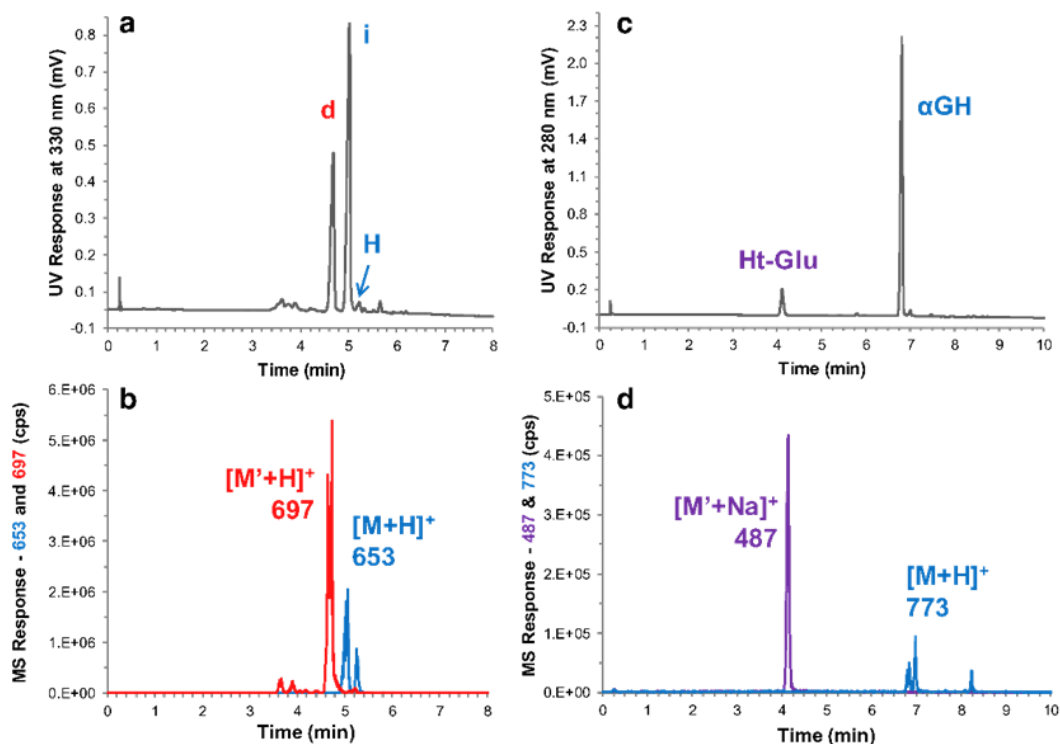 a
UV Response at 330 nm (mV)
0.8
0.7
0.6
0.5
0.4
0.3
0.2
0.1
-0.1
d
i
H
0 1 2 3 4 5 6 7 8
Time (min)
c
UV Response at 280 nm (mV)
2.3
2.1
1.8
1.5
1.2
0.9
0.6
0.2
-0.1
Ht-Glu
αGH
0 1 2 3 4 5 6 7 8 9 10
Time (min)
b
MS Response - 653 and 697 (cps)
6.E+06
5.E+06
4.E+06
3.E+06
2.E+06
1.E+06
0.E+00
[M'+H]+
697
[M+H]+
653
0 1 2 3 4 5 6 7 8
Time (min)
d
MS Response - 487 & 773 (cps)
5.E+05
4.E+05
3.E+05
2.E+05
1.E+05
0.E+00
[M'+Na]+
487
[M+H]+
773
0 1 2 3 4 5 6 7 8 9 10
Time (min)